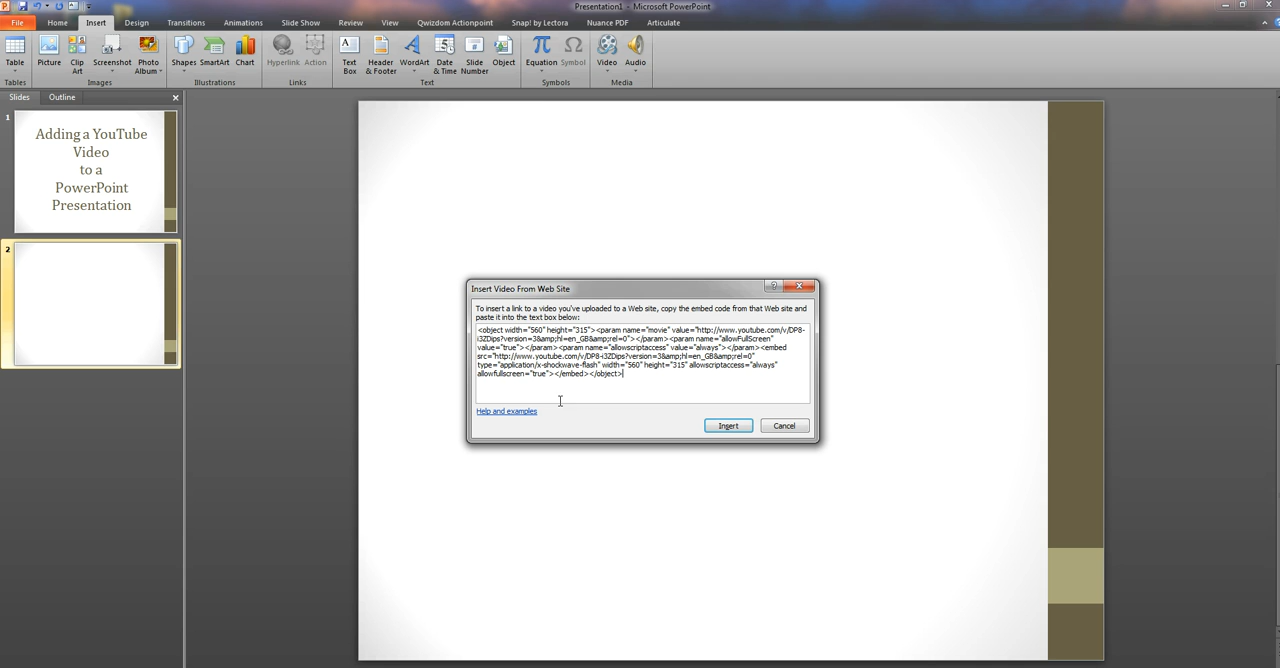 Presentation1 - Microsoft PowerPoint
File Home Insert Design Transitions Animations Slide Show Review View Qwizdom Actionpoint Snap! by Lectora Nuance PDF Articulate
Table Picture Clip Art Screenshot Photo Album Shapes SmartArt Chart Hyperlink Action Text Box Header & Footer WordArt Date & Time Slide Number Object Equation Symbol Video Audio
Tables Images Illustrations Links Text Symbols Media
Slides Outline
1
Adding a YouTube
Video
to a
PowerPoint
Presentation
2
Insert Video From Web Site
To insert a link to a video you've uploaded to a Web site, copy the embed code from that Web site and
paste it into the text box below:
<object width="560" height="315"><param name="movie" value="http://www.youtube.com/v/DP8-
i3ZDips?version=3&amp;hl=en_GB&amp;rel=0"></param><param name="allowFullScreen"
value="true"></param><param name="allowscriptaccess" value="always"></param><embed
src="http://www.youtube.com/v/DP8-i3ZDips?version=3&amp;hl=en_GB&amp;rel=0"
type="application/x-shockwave-flash" width="560" height="315" allowscriptaccess="always"
allowfullscreen="true"></embed></object>
Help and examples
Insert Cancel